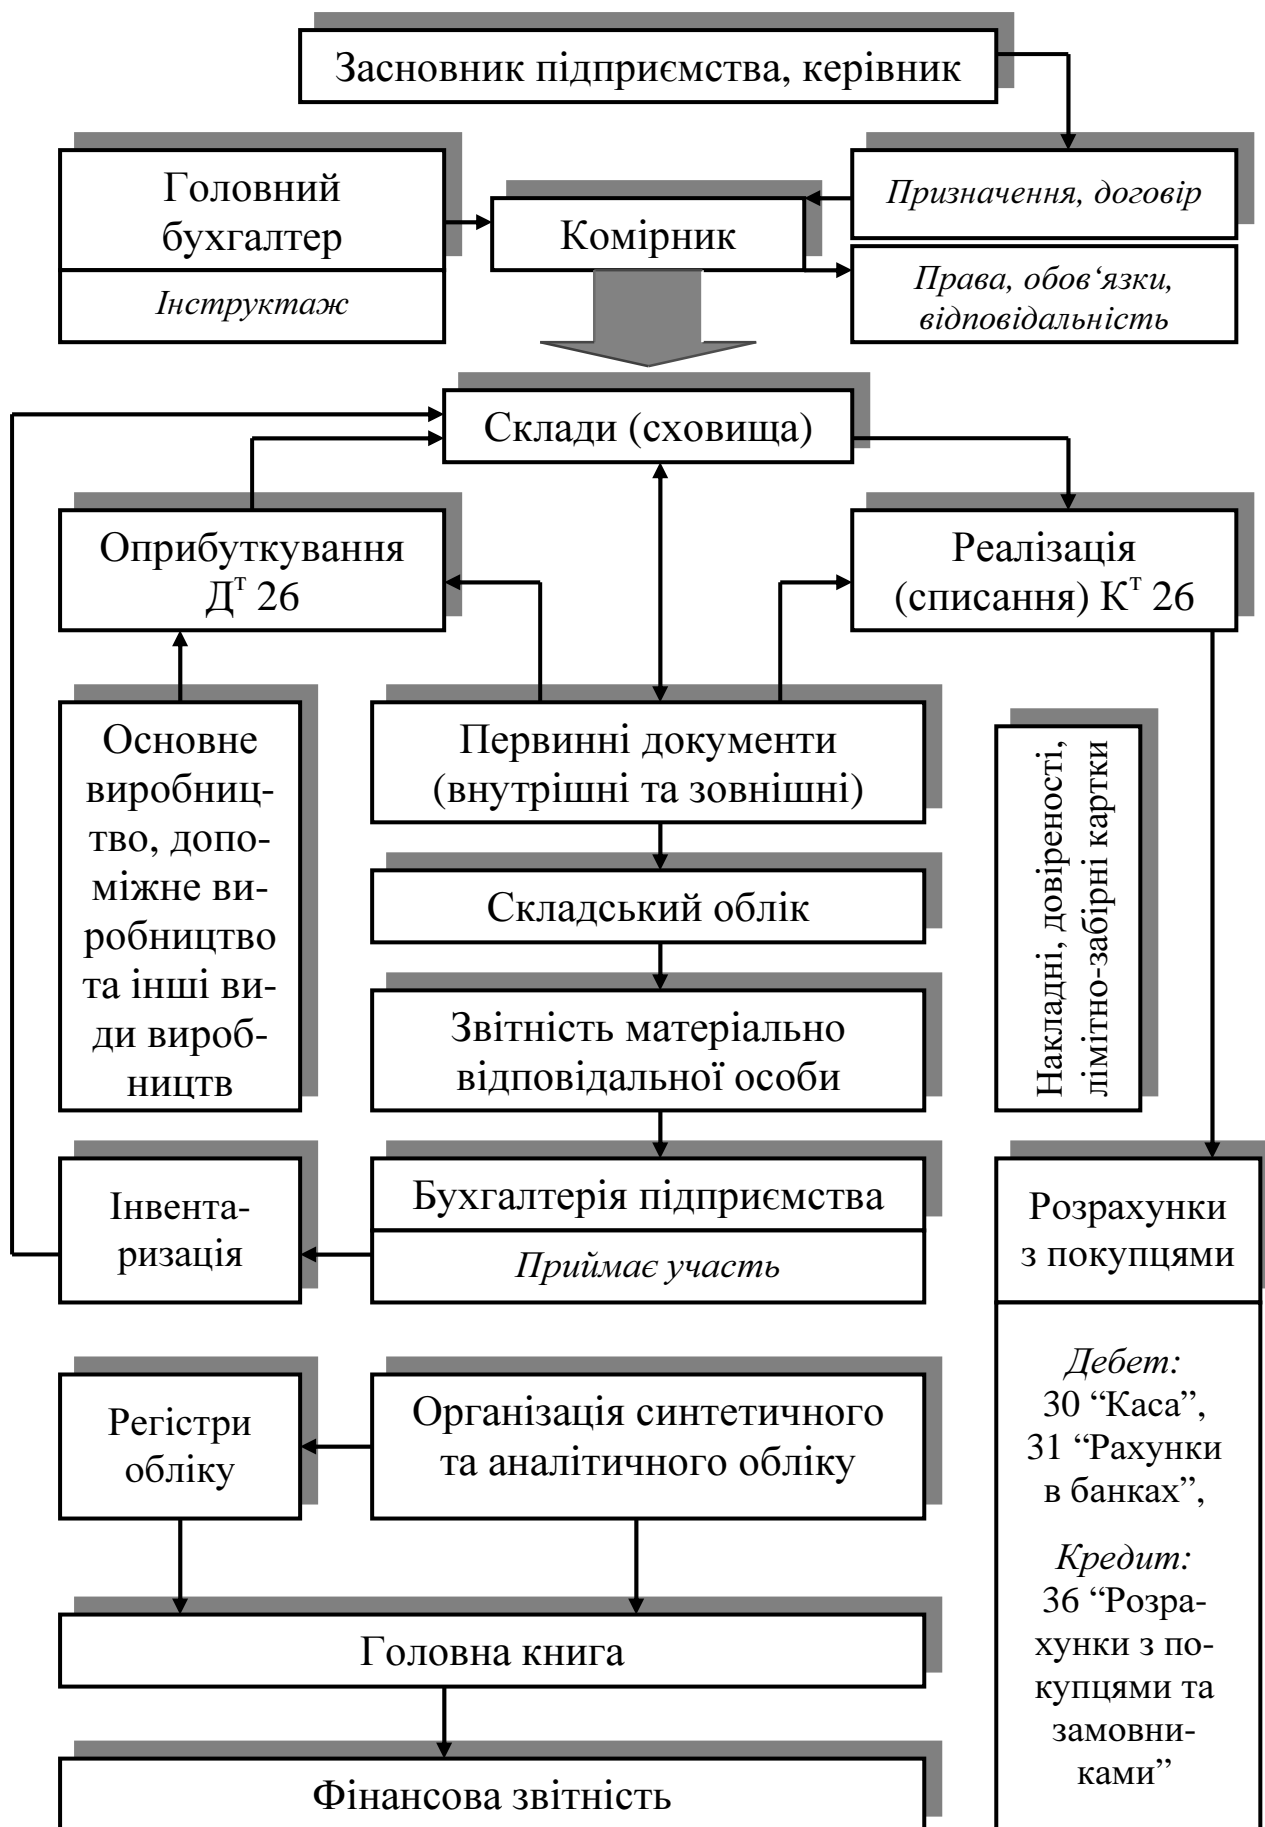 Засновник підприємства, керівник
Головний
бухгалтер
Інструктаж
Комірник
Призначення, договір
Права, обов‘язки,
відповідальність
Склади (сховища)
Оприбуткування
Дᵀ 26
Реалізація
(списання) Кᵀ 26
Основне
виробниц-
тво, допо-
міжне ви-
робництво
та інші ви-
ди вироб-
ництв
Первинні документи
(внутрішні та зовнішні)
Накладні, довіреності,
лімітно-забірні картки
Складський облік
Звітність матеріально
відповідальної особи
Інвента-
ризація
Бухгалтерія підприємства
Приймає участь
Розрахунки
з покупцями
Дебет:
30 “Каса”,
31 “Рахунки
в банках”,
Кредит:
36 “Розра-
хунки з по-
купцями та
замовни-
ками”
Регістри
обліку
Організація синтетичного
та аналітичного обліку
Головна книга
Фінансова звітність